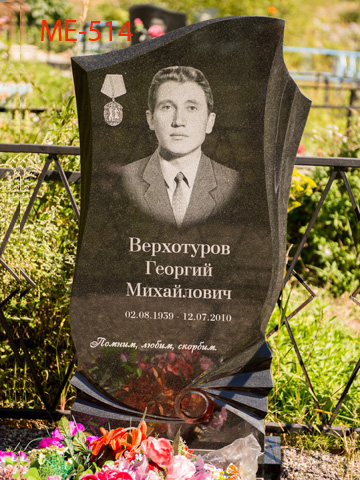 МЕ-514
Верхотуров
Георгий
Михайлович
02.08.1939 - 12.07.2010
Помним, любим, скорбим.